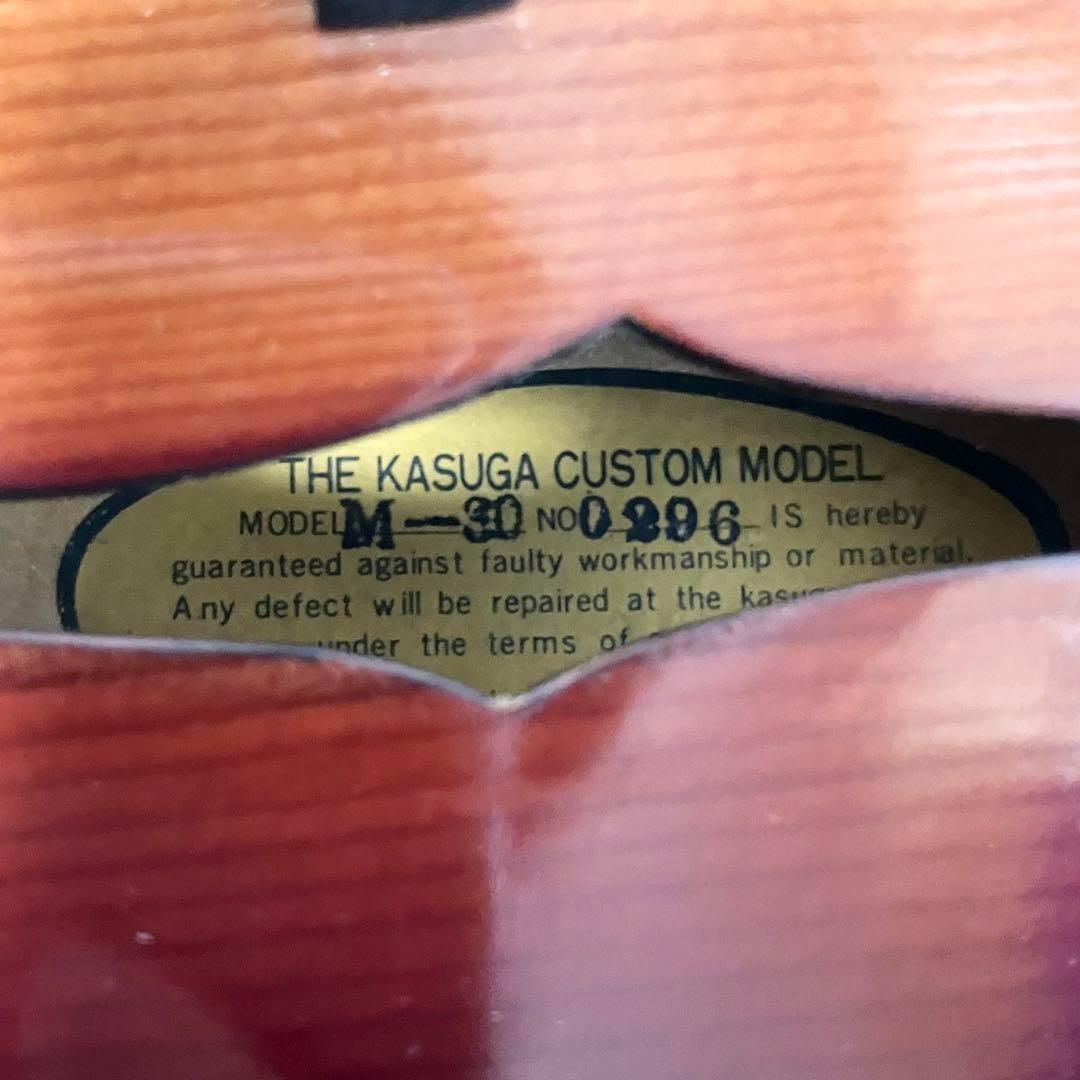 THE KASUGA CUSTOM MODEL
MODEL M-30 NO 0296 IS hereby
guaranteed against faulty workmanship or material.
Any defect will be repaired at the
under the terms of